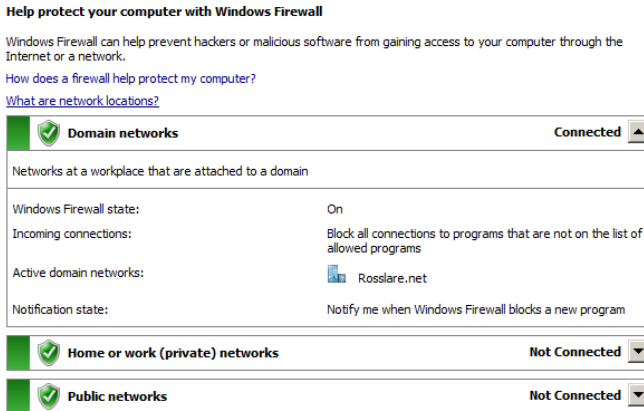 Help protect your computer with Windows Firewall
Windows Firewall can help prevent hackers or malicious software from gaining access to your computer through the
Internet or a network.
How does a firewall help protect my computer?
What are network locations?
Domain networks Connected
Networks at a workplace that are attached to a domain
Windows Firewall state: On
Incoming connections: Block all connections to programs that are not on the list of
allowed programs
Active domain networks: Rosslare.net
Notification state: Notify me when Windows Firewall blocks a new program
Home or work (private) networks Not Connected
Public networks Not Connected